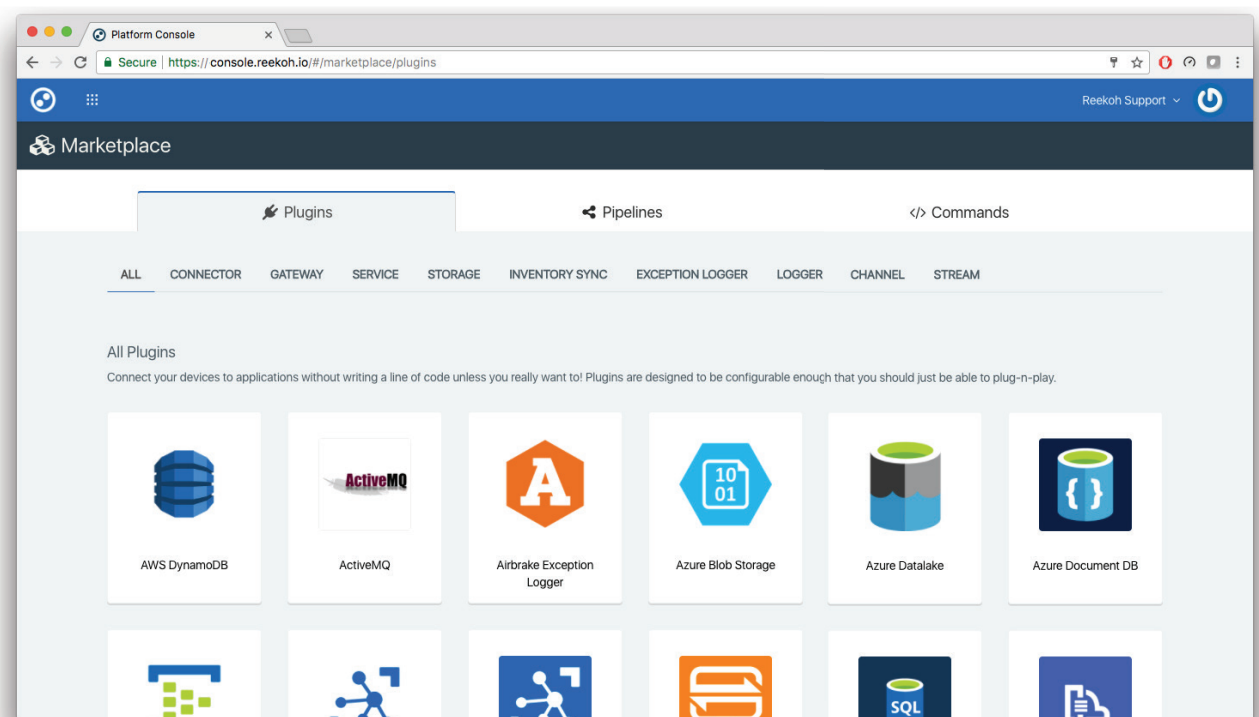 Platform Console
Secure | https://console.reekoh.io/#/marketplace/plugins
Reekoh Support
Marketplace
Plugins
Pipelines
</> Commands
ALL CONNECTOR GATEWAY SERVICE STORAGE INVENTORY SYNC EXCEPTION LOGGER LOGGER CHANNEL STREAM
All Plugins
Connect your devices to applications without writing a line of code unless you really want to! Plugins are designed to be configurable enough that you should just be able to plug-n-play.
ActiveMQ
A
10
01
{ }
AWS DynamoDB
ActiveMQ
Airbrake Exception
Logger
Azure Blob Storage
Azure Datalake
Azure Document DB
SQL